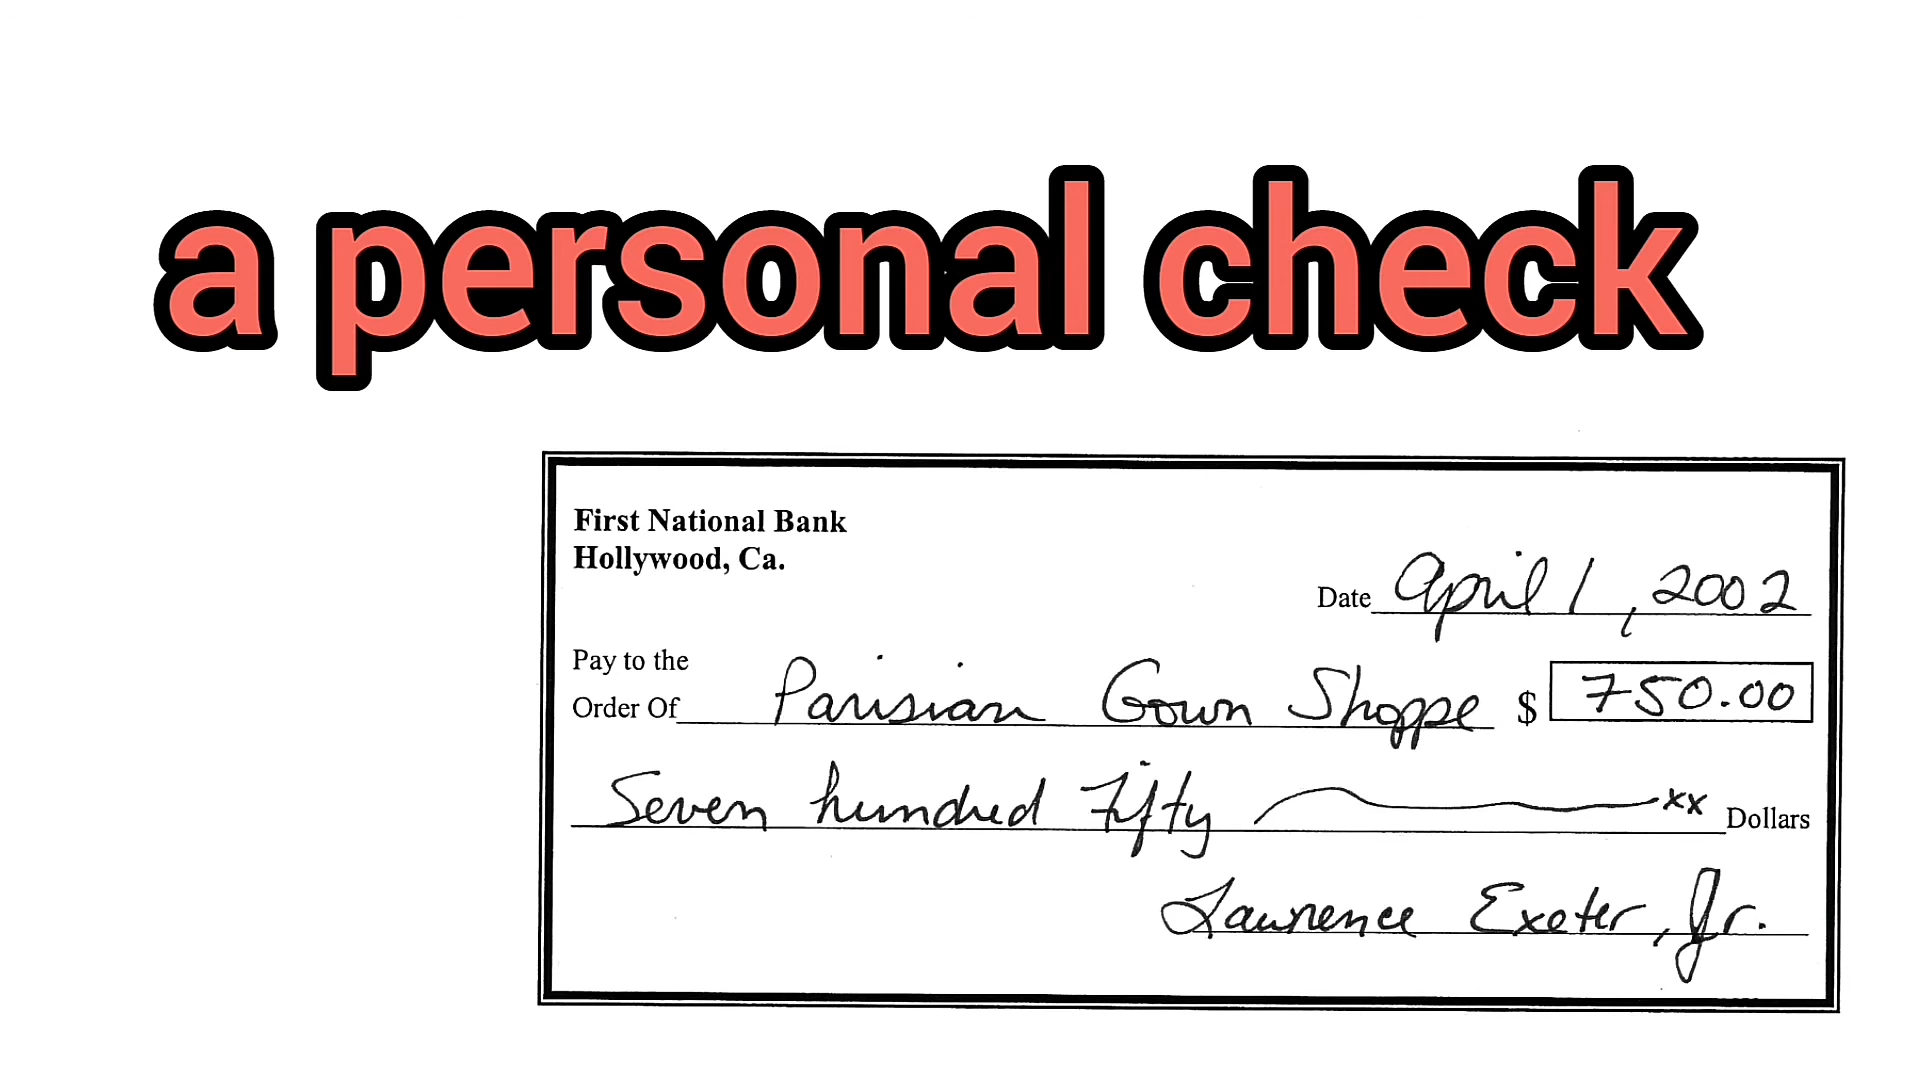 a personal check
First National Bank
Hollywood, Ca.
Date April 1, 2002
Pay to the
Order Of Parisian Gown Shoppe $ 750.00
Seven hundred Fifty xx Dollars
Lawrence Exeter, Jr.